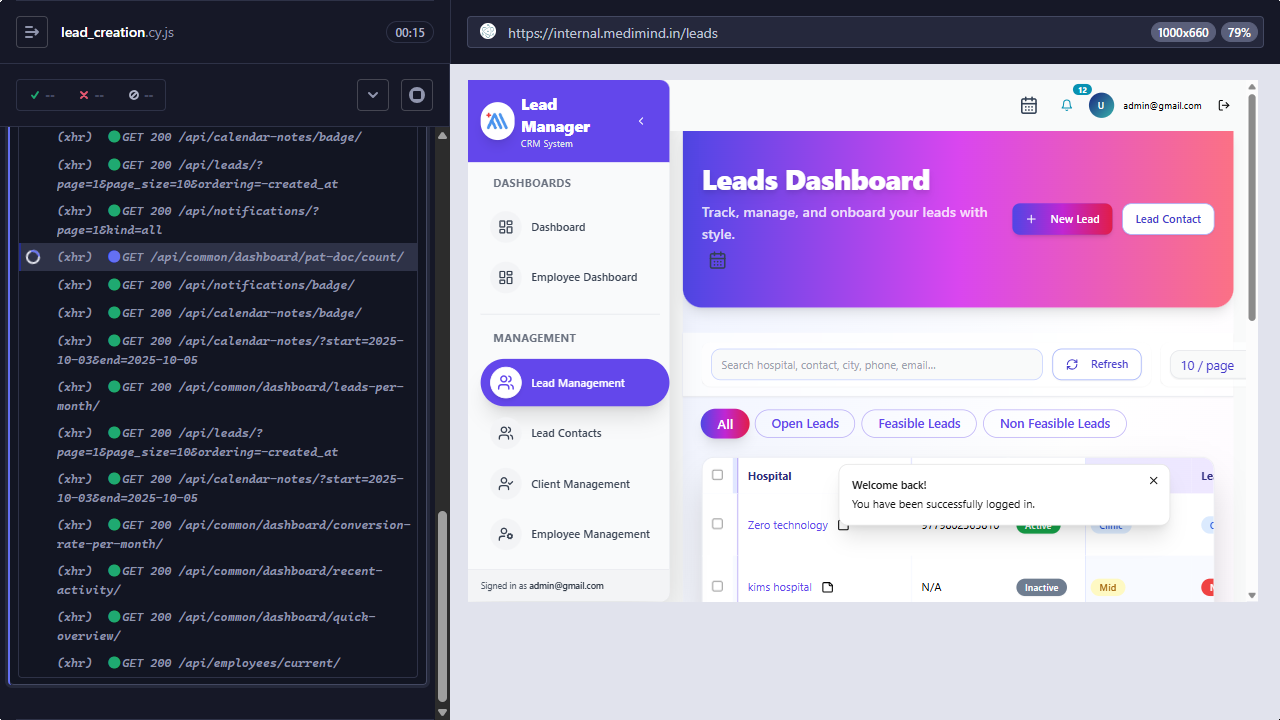 lead_creation.cy.js
00:15
--
--
--
(xhr) GET 200 /api/calendar-notes/badge/
(xhr) GET 200 /api/leads/?
page=1&page_size=10&ordering=-created_at
(xhr) GET 200 /api/notifications/?
page=1&kind=all
(xhr) GET /api/common/dashboard/pat-doc/count/
(xhr) GET 200 /api/notifications/badge/
(xhr) GET 200 /api/calendar-notes/badge/
(xhr) GET 200 /api/calendar-notes/?start=2025-
10-03&end=2025-10-05
(xhr) GET 200 /api/common/dashboard/leads-per-
month/
(xhr) GET 200 /api/leads/?
page=1&page_size=10&ordering=-created_at
(xhr) GET 200 /api/calendar-notes/?start=2025-
10-03&end=2025-10-05
(xhr) GET 200 /api/common/dashboard/conversion-
rate-per-month/
(xhr) GET 200 /api/common/dashboard/recent-
activity/
(xhr) GET 200 /api/common/dashboard/quick-
overview/
(xhr) GET 200 /api/employees/current/
https://internal.medimind.in/leads
1000x660
79%
Lead
Manager
CRM System
DASHBOARDS
Dashboard
Employee Dashboard
MANAGEMENT
Lead Management
Lead Contacts
Client Management
Employee Management
Signed in as admin@gmail.com
12
U
admin@gmail.com
Leads Dashboard
Track, manage, and onboard your leads with
style.
New Lead
Lead Contact
Search hospital, contact, city, phone, email...
Refresh
10 / page
All
Open Leads
Feasible Leads
Non Feasible Leads
Hospital
Welcome back!
You have been successfully logged in.
Zero technology
Active
Clinic
kims hospital
N/A
Inactive
Mid